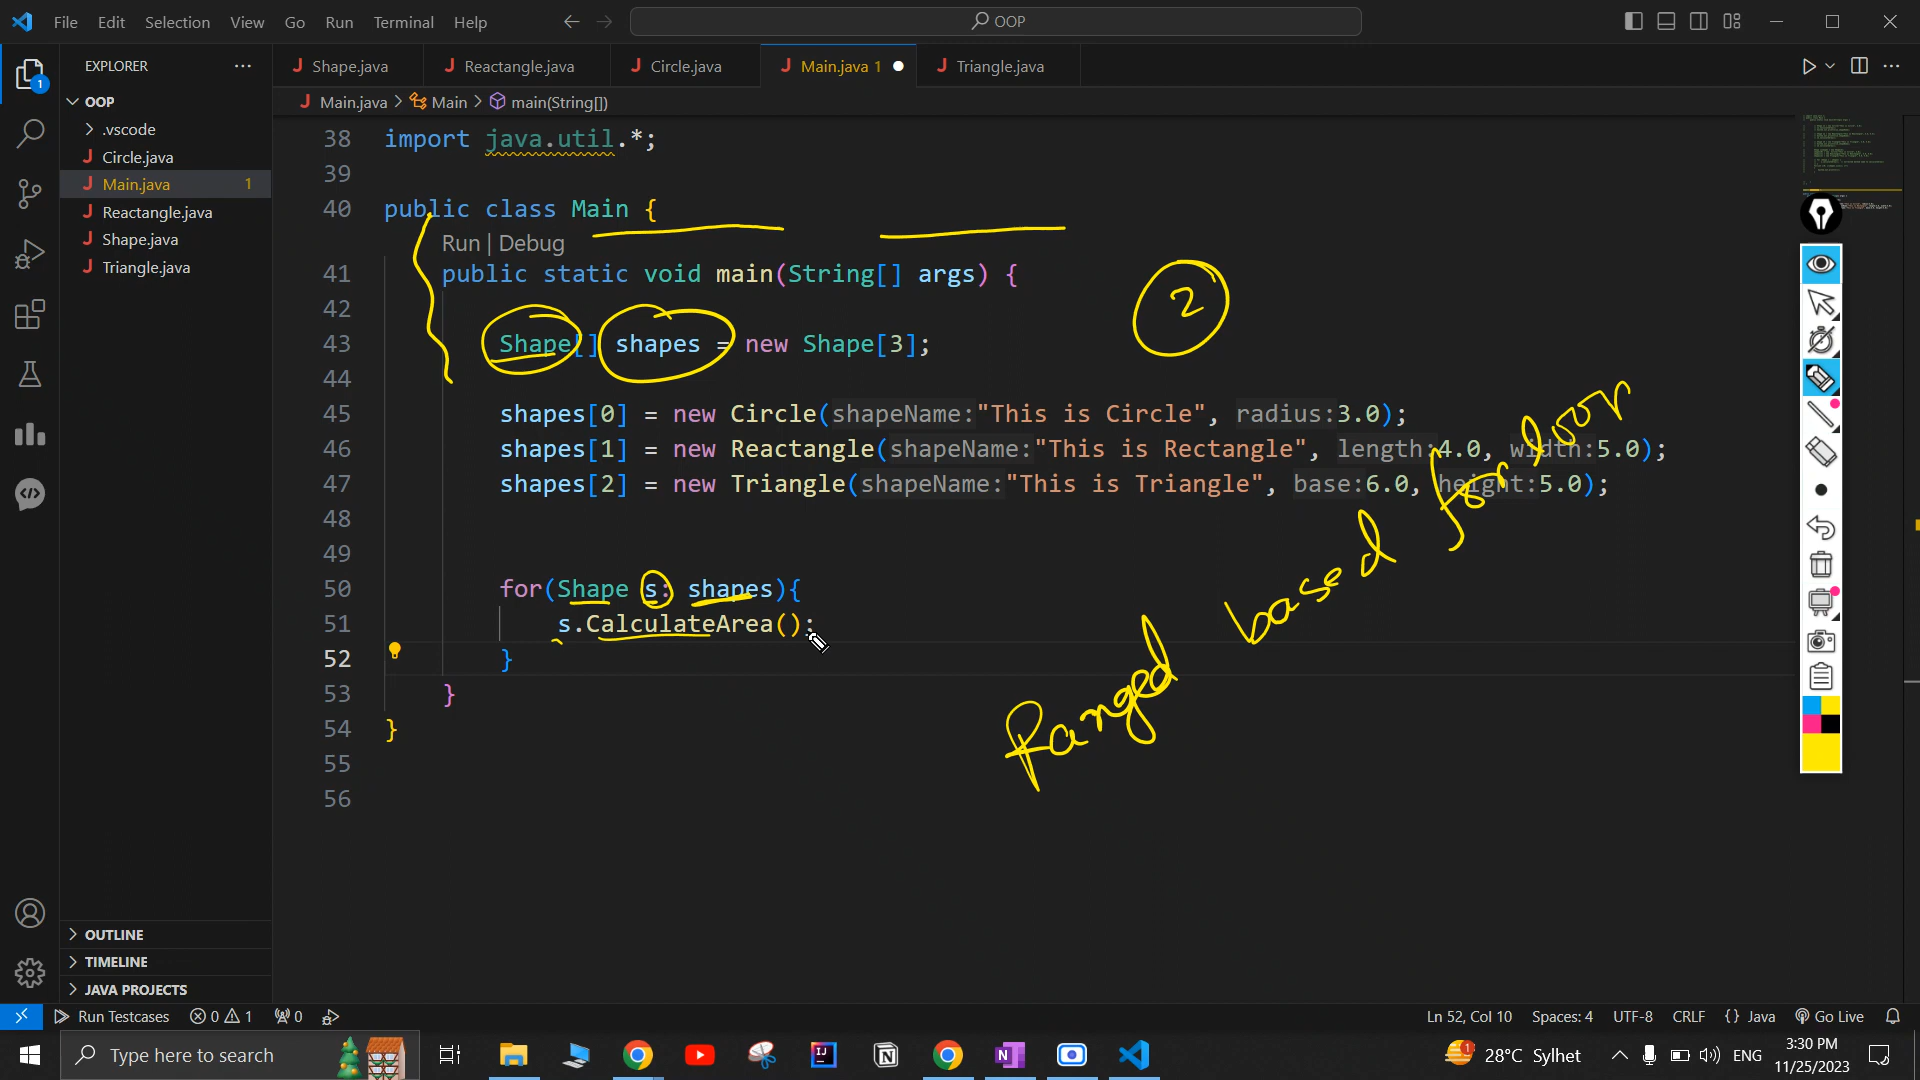 File Edit Selection View Go Run Terminal Help
OOP
EXPLORER
Shape.java
Reactangle.java
Circle.java
Main.java 1
Triangle.java
OOP
Main.java > Main > main(String[])
.vscode
Circle.java
Main.java 1
Reactangle.java
Shape.java
Triangle.java
38 import java.util.*;
39
40 public class Main {
Run | Debug
41 public static void main(String[] args) {
42
43 Shape[] shapes = new Shape[3];
44
45 shapes[0] = new Circle(shapeName:"This is Circle", radius:3.0);
46 shapes[1] = new Reactangle(shapeName:"This is Rectangle", length:4.0, width:5.0);
47 shapes[2] = new Triangle(shapeName:"This is Triangle", base:6.0, height:5.0);
48
49
50 for(Shape s: shapes){
51 s.CalculateArea();
52 }
53 }
54 }
55
56
2
Ranged based for loor
OUTLINE
TIMELINE
JAVA PROJECTS
Run Testcases 0 1 0
Ln 52, Col 10 Spaces: 4 UTF-8 CRLF {} Java Go Live
Type here to search
28°C Sylhet
ENG
3:30 PM
11/25/2023